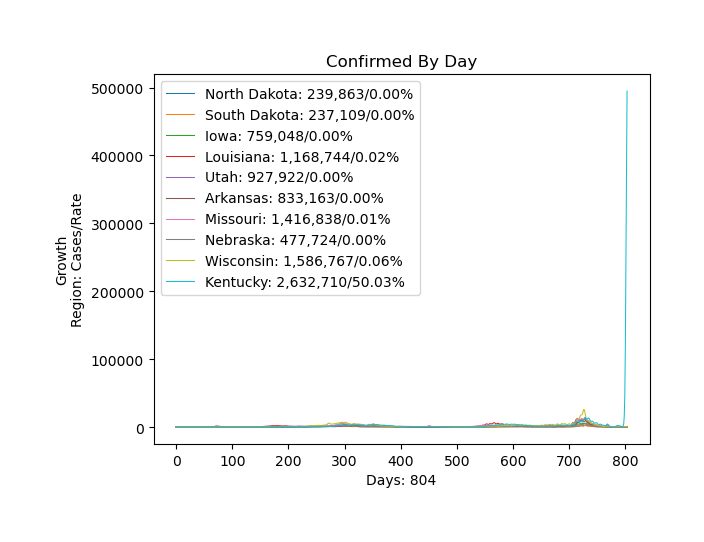 Confirmed By Day
500000
400000
300000
200000
100000
0
Growth
Region: Cases/Rate
North Dakota: 239,863/0.00%
South Dakota: 237,109/0.00%
Iowa: 759,048/0.00%
Louisiana: 1,168,744/0.02%
Utah: 927,922/0.00%
Arkansas: 833,163/0.00%
Missouri: 1,416,838/0.01%
Nebraska: 477,724/0.00%
Wisconsin: 1,586,767/0.06%
Kentucky: 2,632,710/50.03%
0 100 200 300 400 500 600 700 800
Days: 804